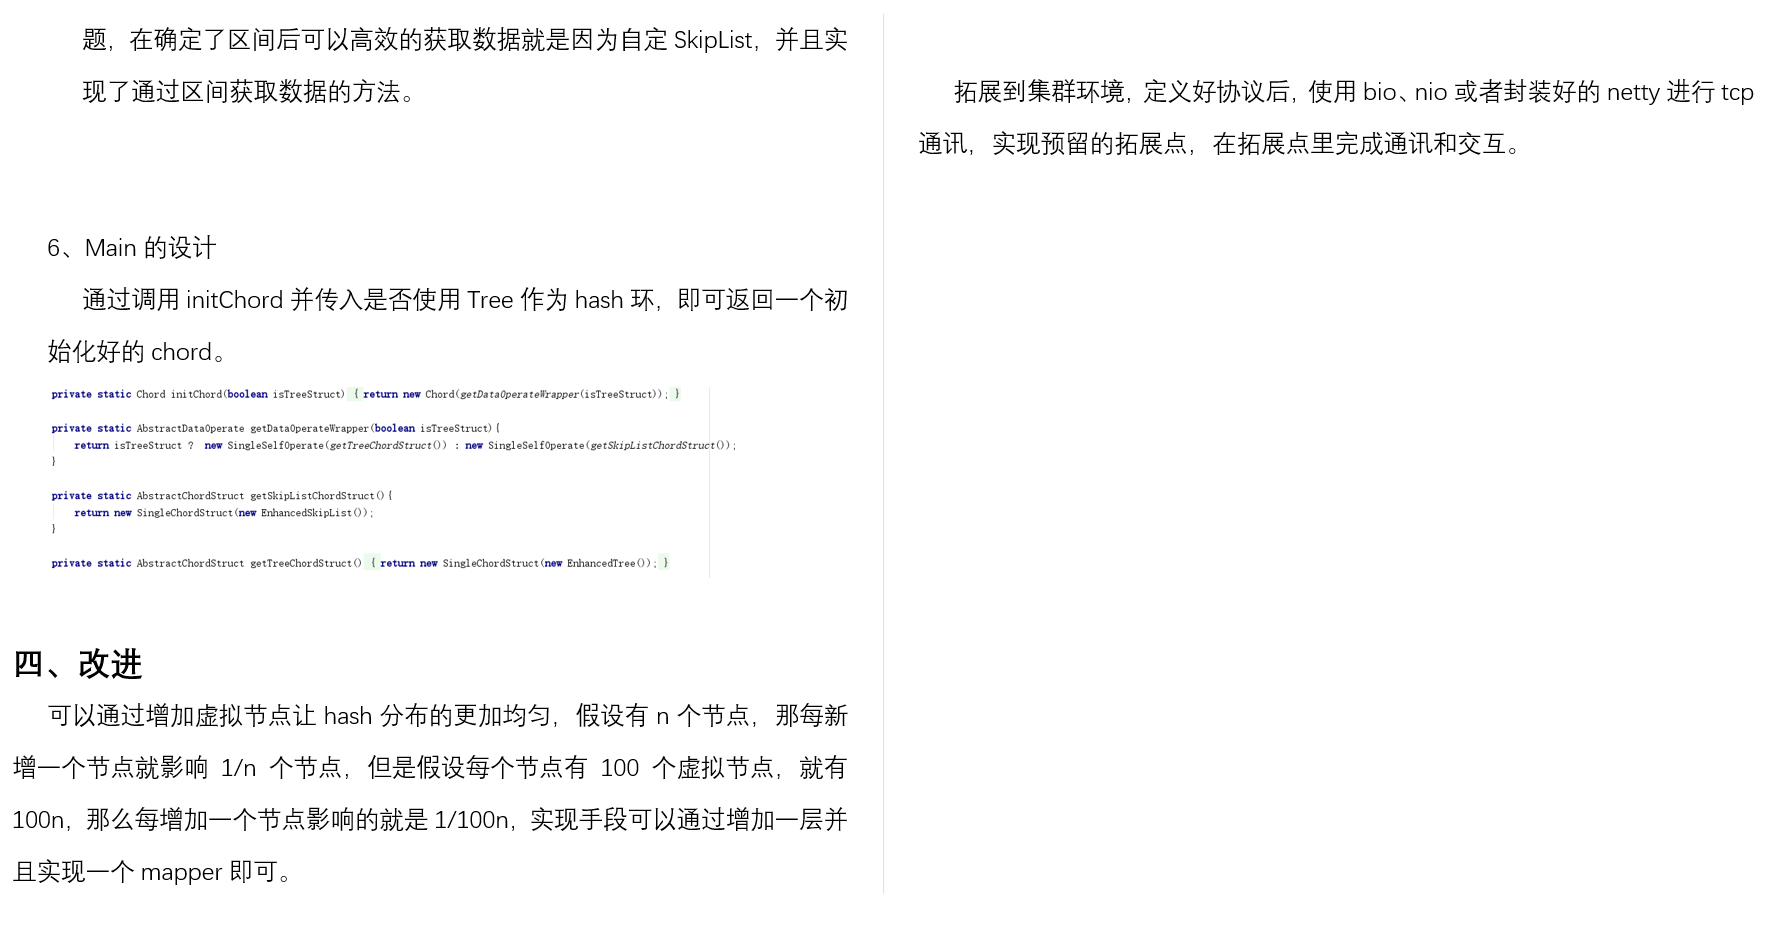 题，在确定了区间后可以高效的获取数据就是因为自定 SkipList，并且实
现了通过区间获取数据的方法。
6、Main 的设计
通过调用 initChord 并传入是否使用 Tree 作为 hash 环，即可返回一个初
始化好的 chord。
private static Chord initChord(boolean isTreeStruct) { return new Chord(getDataOperateWrapper(isTreeStruct)); }
private static AbstractDataOperate getDataOperateWrapper(boolean isTreeStruct){
return isTreeStruct ?  new SingleSelfOperate(getTreeChordStruct()) : new SingleSelfOperate(getSkipListChordStruct());
}
private static AbstractChordStruct getSkipListChordStruct(){
return new SingleChordStruct(new EnhancedSkipList());
}
private static AbstractChordStruct getTreeChordStruct() { return new SingleChordStruct(new EnhancedTree()); }
四、改进
可以通过增加虚拟节点让 hash 分布的更加均匀，假设有 n 个节点，那每新
增一个节点就影响 1/n 个节点，但是假设每个节点有 100 个虚拟节点，就有
100n，那么每增加一个节点影响的就是 1/100n，实现手段可以通过增加一层并
且实现一个 mapper 即可。
拓展到集群环境，定义好协议后，使用 bio、nio 或者封装好的 netty 进行 tcp
通讯，实现预留的拓展点，在拓展点里完成通讯和交互。